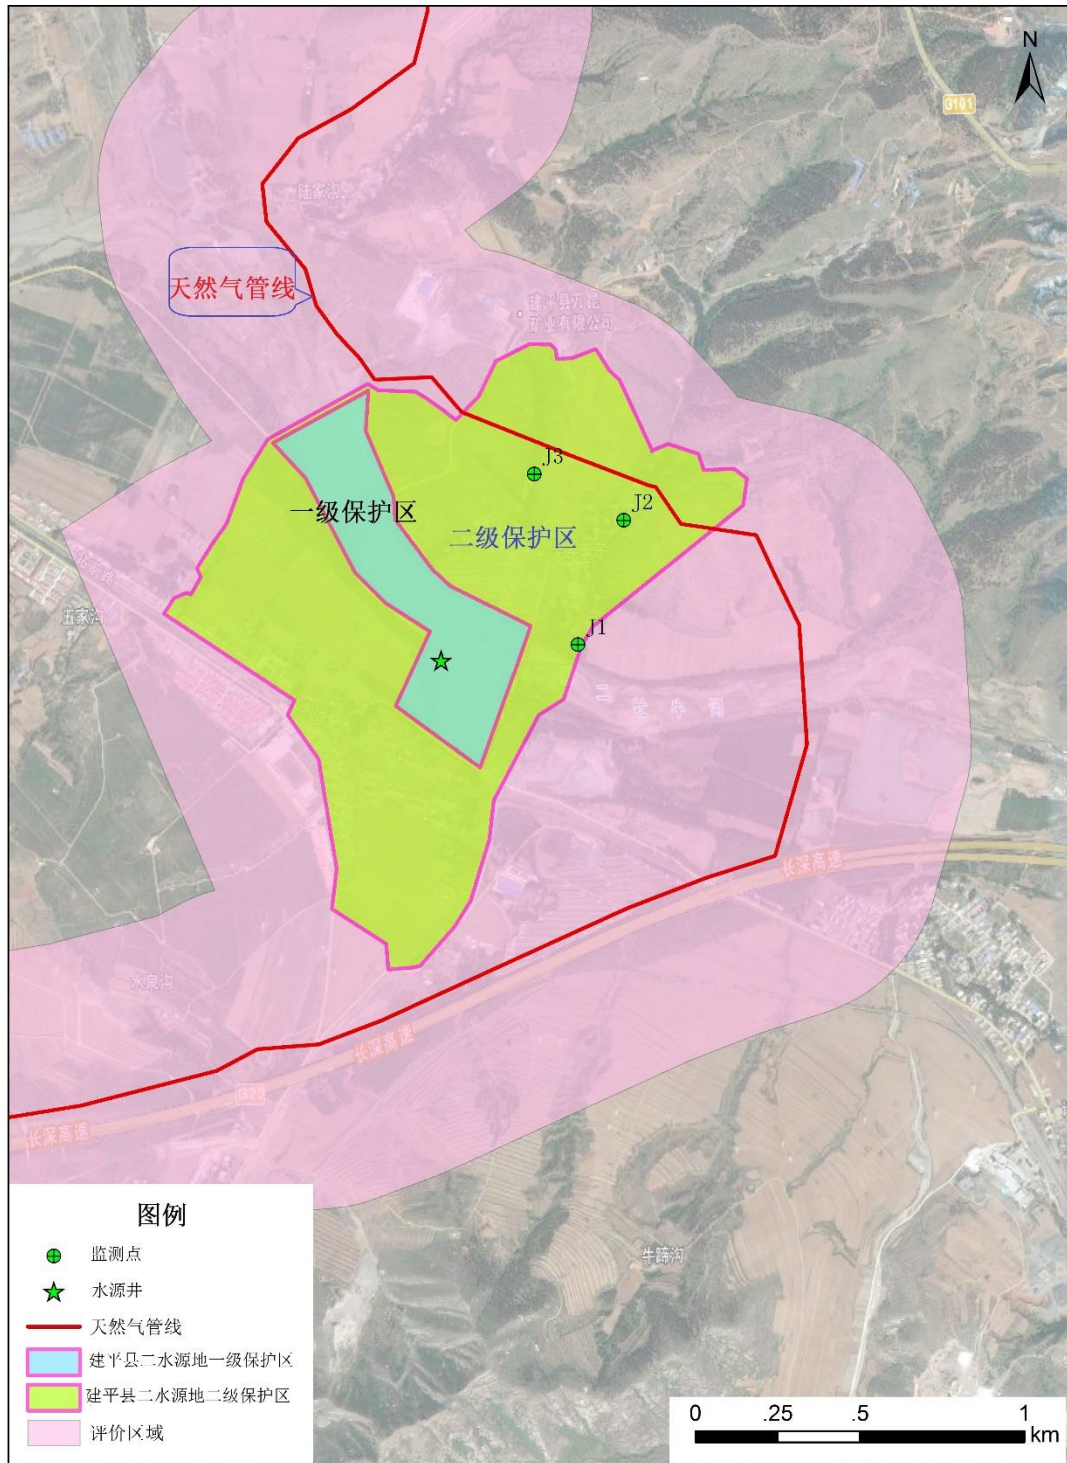 N
G101
陆家沟
天然气管线
建平县万昆
矿业有限公司
J3
一级保护区
J2
二级保护区
五家沟
J1
二 牤 牛 河
长深高速
水泉沟
长深高速
G25
长深高速
牛蹄沟
图例
监测点
水源井
天然气管线
建平县二水源地一级保护区
建平县二水源地二级保护区
评价区域
0 .25 .5 1
km